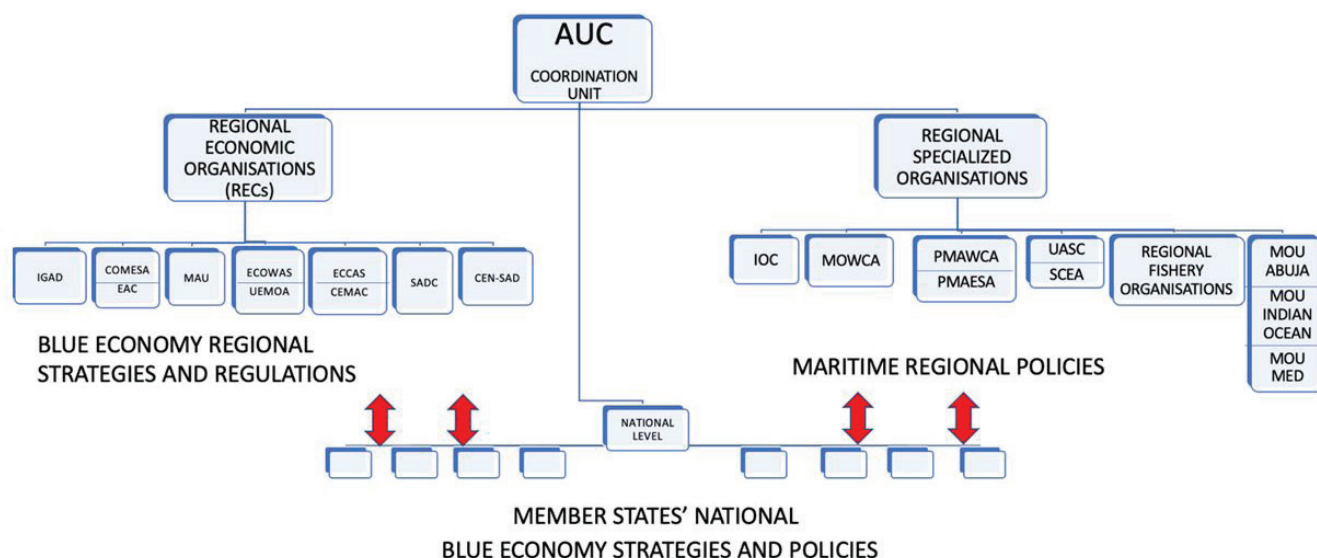 AUC
COORDINATION
UNIT
REGIONAL
ECONOMIC
ORGANISATIONS
(RECs)
REGIONAL
SPECIALIZED
ORGANISATIONS
IGAD
COMESA
EAC
MAU
ECOWAS
UEMOA
ECCAS
CEMAC
SADC
CEN-SAD
IOC
MOWCA
PMAWCA
PMAESA
UASC
SCEA
REGIONAL
FISHERY
ORGANISATIONS
MOU
ABUJA
MOU
INDIAN
OCEAN
MOU
MED
BLUE ECONOMY REGIONAL
STRATEGIES AND REGULATIONS
MARITIME REGIONAL POLICIES
NATIONAL
LEVEL
MEMBER STATES’ NATIONAL
BLUE ECONOMY STRATEGIES AND POLICIES